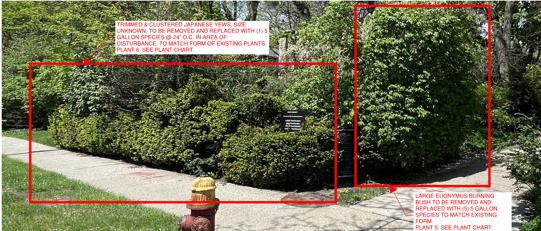 TRIMMED & CLUSTERED JAPANESE YEWS, SIZE
UNKNOWN, TO BE REMOVED AND REPLACED WITH (1) 5
GALLON SPECIES @ 24" O.C. IN AREA OF
DISTURBANCE, TO MATCH FORM OF EXISTING PLANTS.
PLANT 6, SEE PLANT CHART.
LARGE EUONYMUS BURNING
BUSH TO BE REMOVED AND
REPLACED WITH (5) 5 GALLON
SPECIES TO MATCH EXISTING
FORM.
PLANT 5, SEE PLANT CHART.